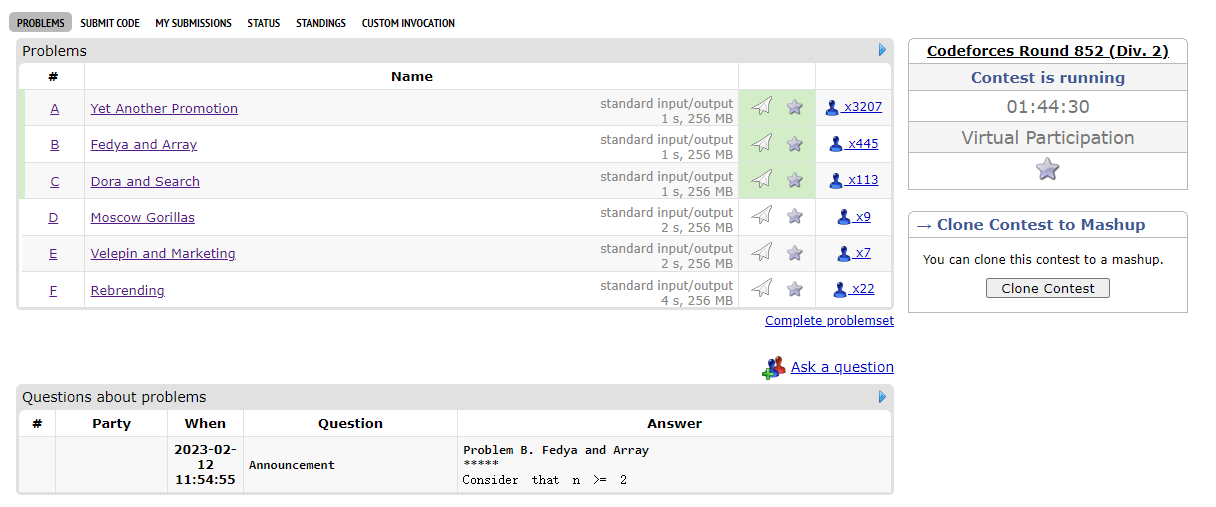 PROBLEMS SUBMIT CODE MY SUBMISSIONS STATUS STANDINGS CUSTOM INVOCATION
Problems
# Name
A Yet Another Promotion standard input/output x3207
1 s, 256 MB
B Fedya and Array standard input/output x445
1 s, 256 MB
C Dora and Search standard input/output x113
1 s, 256 MB
D Moscow Gorillas standard input/output x9
2 s, 256 MB
E Velepin and Marketing standard input/output x7
2 s, 256 MB
F Rebrending standard input/output x22
4 s, 256 MB
Complete problemset
Ask a question
Questions about problems
# Party When Question Answer
2023-02-
12
11:54:55
Announcement
Problem B. Fedya and Array
*****
Consider that n >= 2
Codeforces Round 852 (Div. 2)
Contest is running
01:44:30
Virtual Participation
→ Clone Contest to Mashup
You can clone this contest to a mashup.
Clone Contest